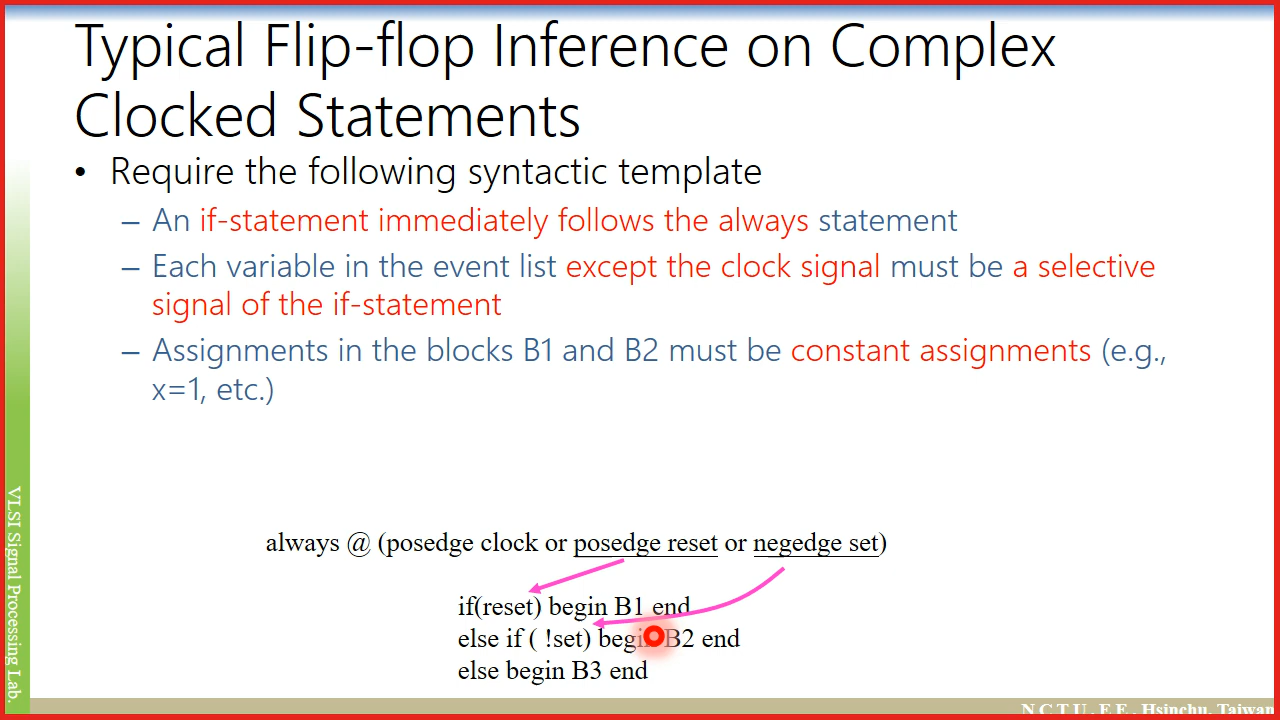 Typical Flip-flop Inference on Complex
Clocked Statements
• Require the following syntactic template
– An if-statement immediately follows the always statement
– Each variable in the event list except the clock signal must be a selective
signal of the if-statement
– Assignments in the blocks B1 and B2 must be constant assignments (e.g.,
x=1, etc.)
always @ (posedge clock or posedge reset or negedge set)
if(reset) begin B1 end
else if ( !set) begin B2 end
else begin B3 end
VLSI Signal Processing Lab.
N C T U . E E . Hsinchu, Taiwan